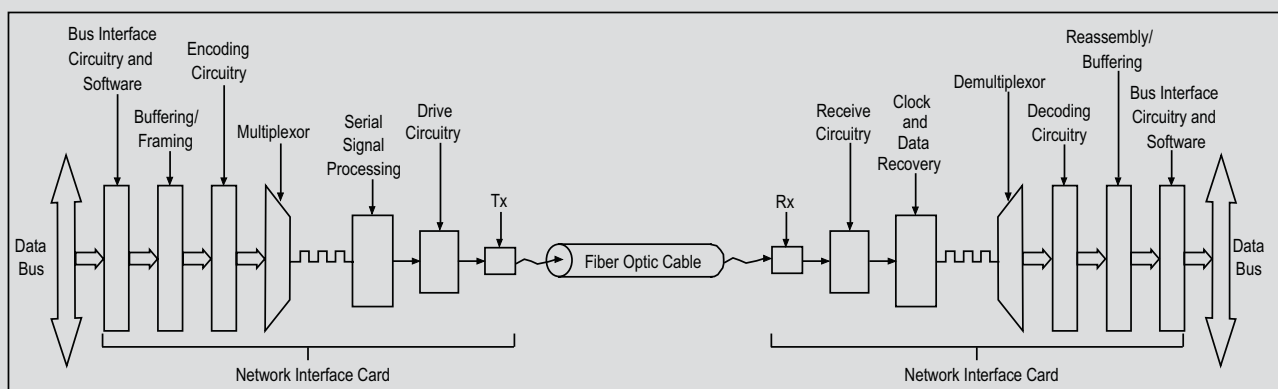 Data
Bus
Bus Interface
Circuitry and
Software
Buffering/
Framing
Encoding
Circuitry
Multiplexor
Serial
Signal
Processing
Drive
Circuitry
Tx
Network Interface Card
Fiber Optic Cable
Rx
Receive
Circuitry
Clock
and
Data
Recovery
Demultiplexor
Decoding
Circuitry
Reassembly/
Buffering
Bus Interface
Circuitry and
Software
Data
Bus
Network Interface Card